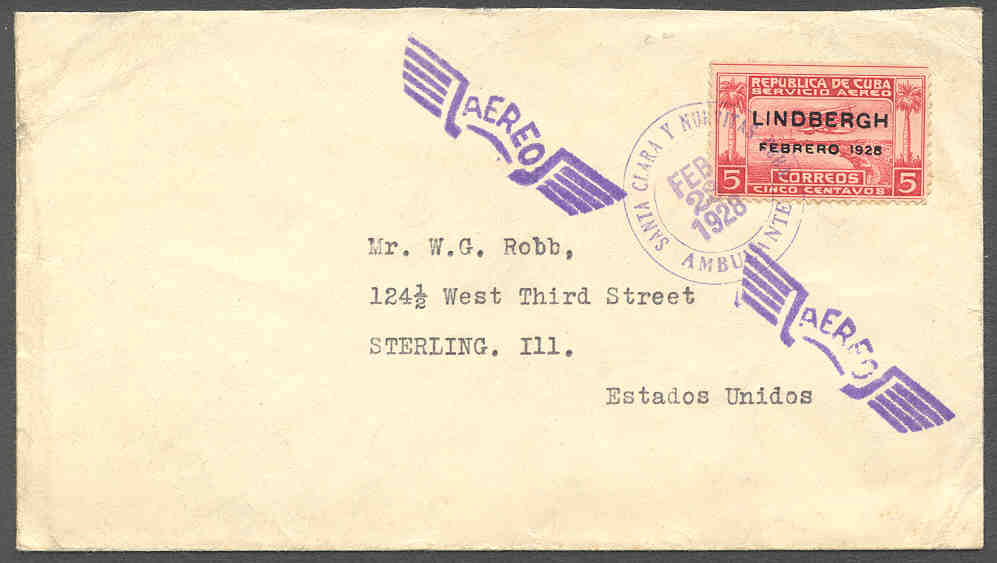 AEREO
REPUBLICA DE CUBA
SERVICIO AEREO
LINDBERGH
FEBRERO 1928
CORREOS
5 5
CINCO CENTAVOS
SANTA CLARA Y
FEB
1928
Mr. W.G. Robb,
124½ West Third Street
STERLING. Ill.
Estados Unidos
AEREO